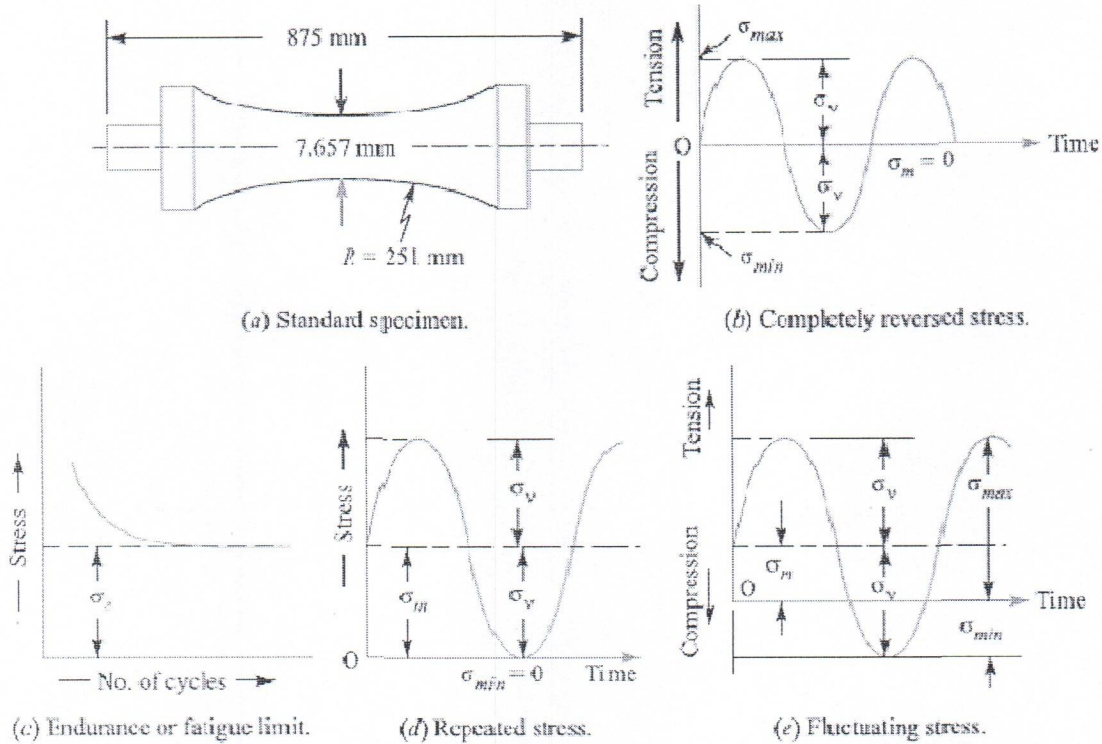 875 mm
7.657 mm
R = 251 mm
(a) Standard specimen.
Tension
Compression
σmax
σv
O
Time
σm = 0
σv
σmin
(b) Completely reversed stress.
Stress
σe
No. of cycles
(c) Endurance or fatigue limit.
Stress
σv
σm
σv
O
σmin = 0
Time
(d) Repeated stress.
Tension
Compression
σv
σmax
σm
σv
O
Time
σmin
(e) Fluctuating stress.